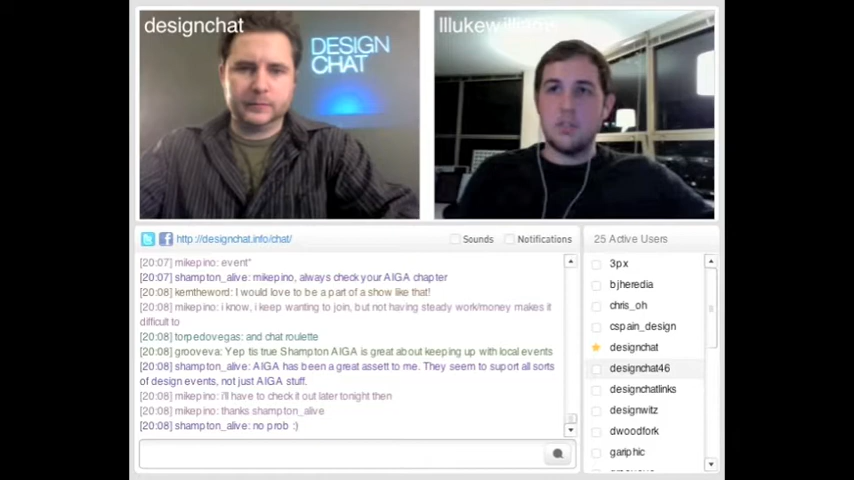 designchat
DESIGN
CHAT
lllukewilliams
http://designchat.info/chat/
Sounds
Notifications
25 Active Users
[20:07] mikepino: event*
[20:07] shampton_alive: mikepino, always check your AIGA chapter
[20:08] kerntheword: I would love to be a part of a show like that!
[20:08] mikepino: i know, i keep wanting to join, but not having steady work/money makes it
difficult to
[20:08] torpedovegas: and chat roulette
[20:08] grooveva: Yep tis true Shampton AIGA is great about keeping up with local events
[20:08] shampton_alive: AIGA has been a great assett to me. They seem to suport all sorts
of design events, not just AIGA stuff.
[20:08] mikepino: i'll have to check it out later tonight then
[20:08] mikepino: thanks shampton_alive
[20:08] shampton_alive: no prob :)
3px
bjheredia
chris_oh
cspain_design
designchat
designchat46
designchatlinks
designwitz
dwoodfork
gariphic